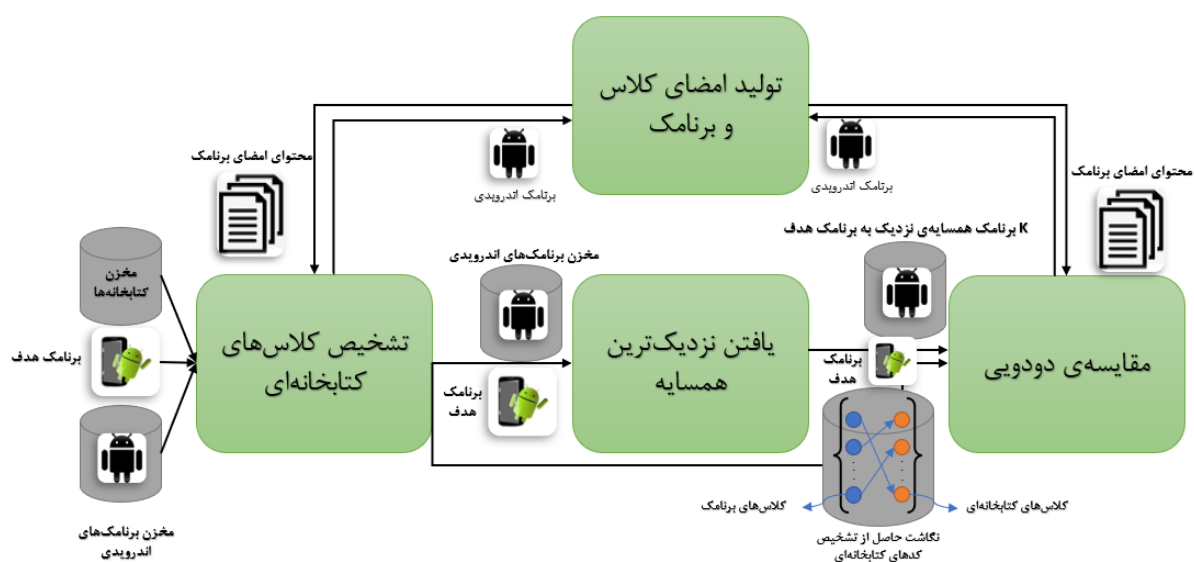 تولید امضای کلاس
و برنامک
محتوای امضای برنامک
برنامک اندرویدی
برنامک اندرویدی
محتوای امضای برنامک
K برنامک همسایه‌ی نزدیک به برنامک هدف
مخزن برنامک‌های اندرویدی
مخزن
کتابخانه‌ها
برنامک هدف
مخزن برنامک‌های
اندرویدی
تشخیص کلاس‌های
کتابخانه‌ای
برنامک
هدف
یافتن نزدیک‌ترین
همسایه
برنامک
هدف
مقایسه‌ی دودویی
کلاس‌های برنامک
کلاس‌های کتابخانه‌ای
نگاشت حاصل از تشخیص
کدهای کتابخانه‌ای